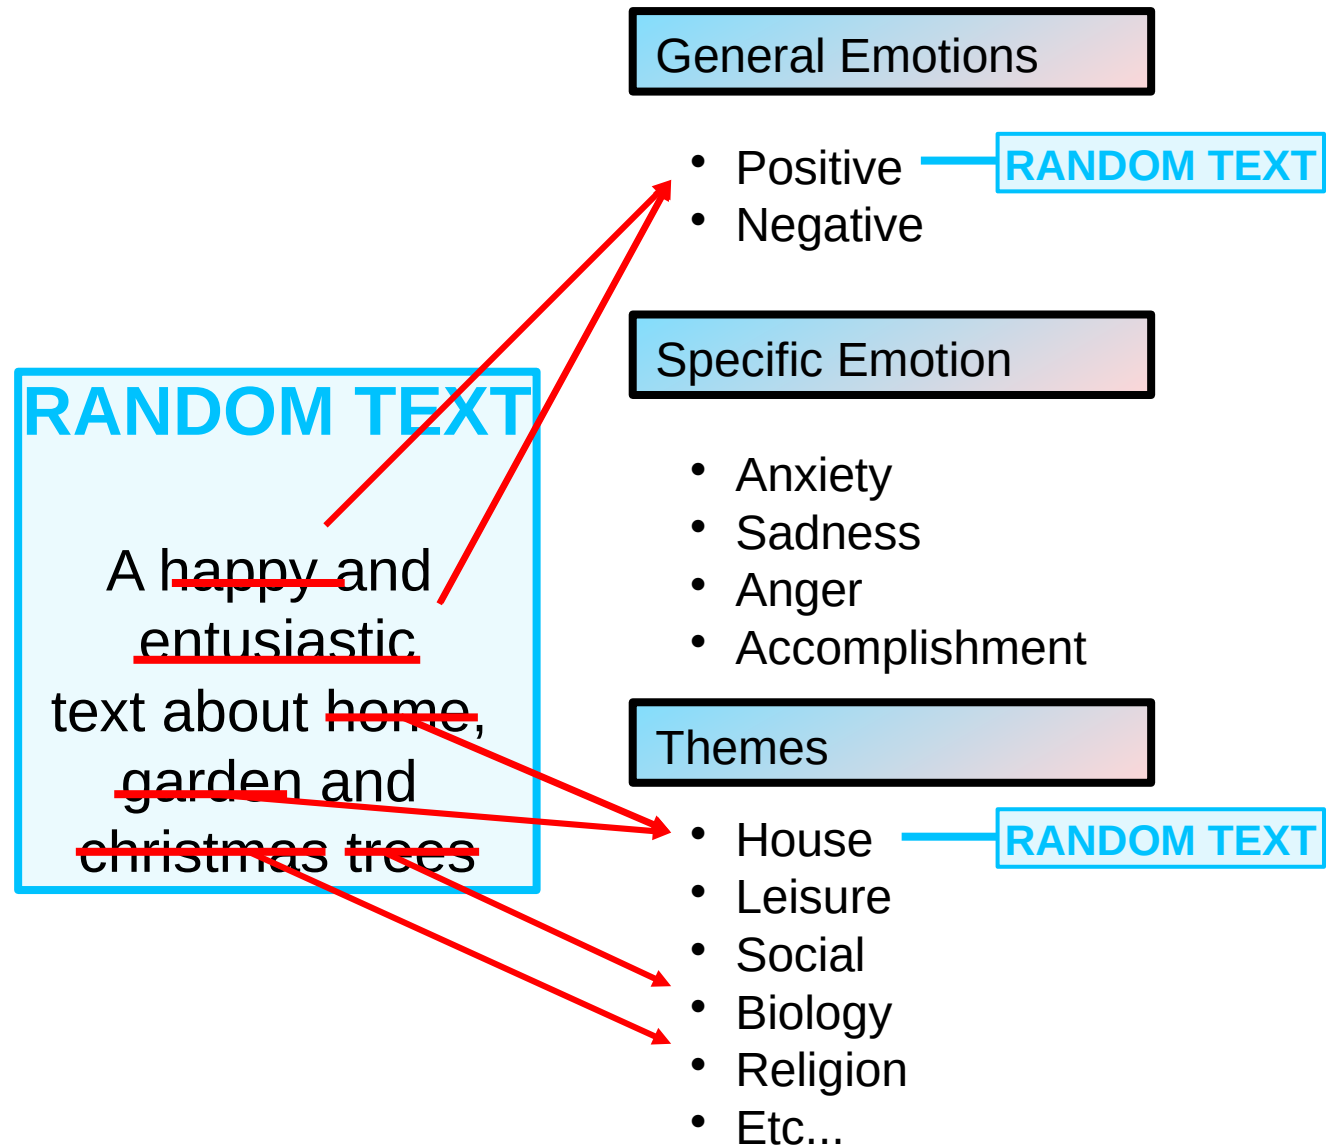 RANDOM TEXT
A happy and
entusiastic
text about home,
garden and
christmas trees
General Emotions
• Positive
RANDOM TEXT
• Negative
Specific Emotion
• Anxiety
• Sadness
• Anger
• Accomplishment
Themes
• House
RANDOM TEXT
• Leisure
• Social
• Biology
• Religion
• Etc...